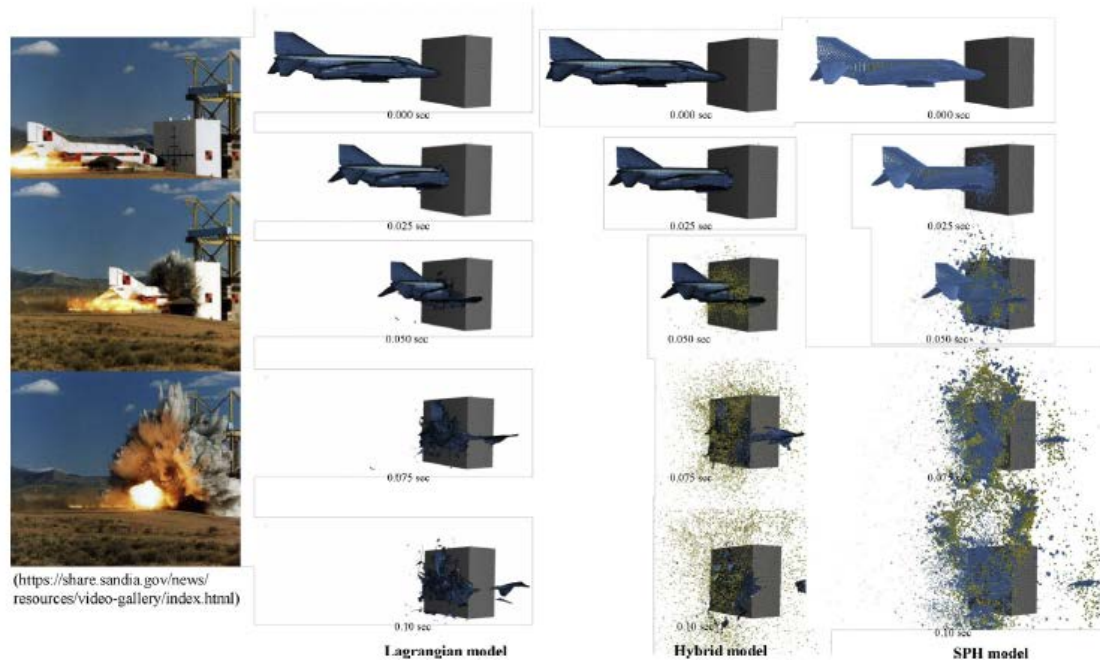 0.000 sec
0.000 sec
0.000 sec
0.025 sec
0.025 sec
0.025 sec
0.050 sec
0.050 sec
0.050 sec
0.075 sec
0.075 sec
0.075 sec
(https://share.sandia.gov/news/
resources/video-gallery/index.html)
0.10 sec
0.10 sec
0.10 sec
Lagrangian model
Hybrid model
SPH model